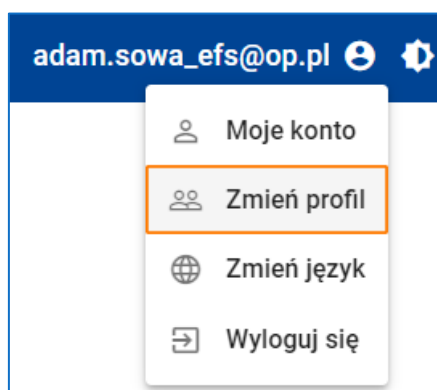 adam.sowa_efs@op.pl
Moje konto
Zmień profil
Zmień język
Wyloguj się